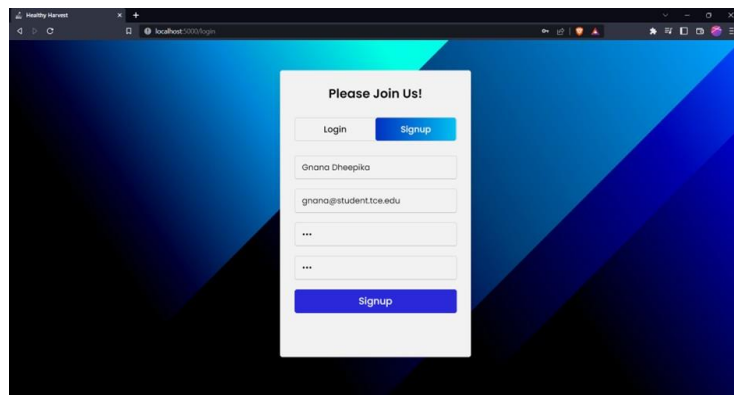 Healthy Harvest
localhost:5000/login
Please Join Us!
Login Signup
Gnana Dheepika
gnana@student.tce.edu
•••
•••
Signup